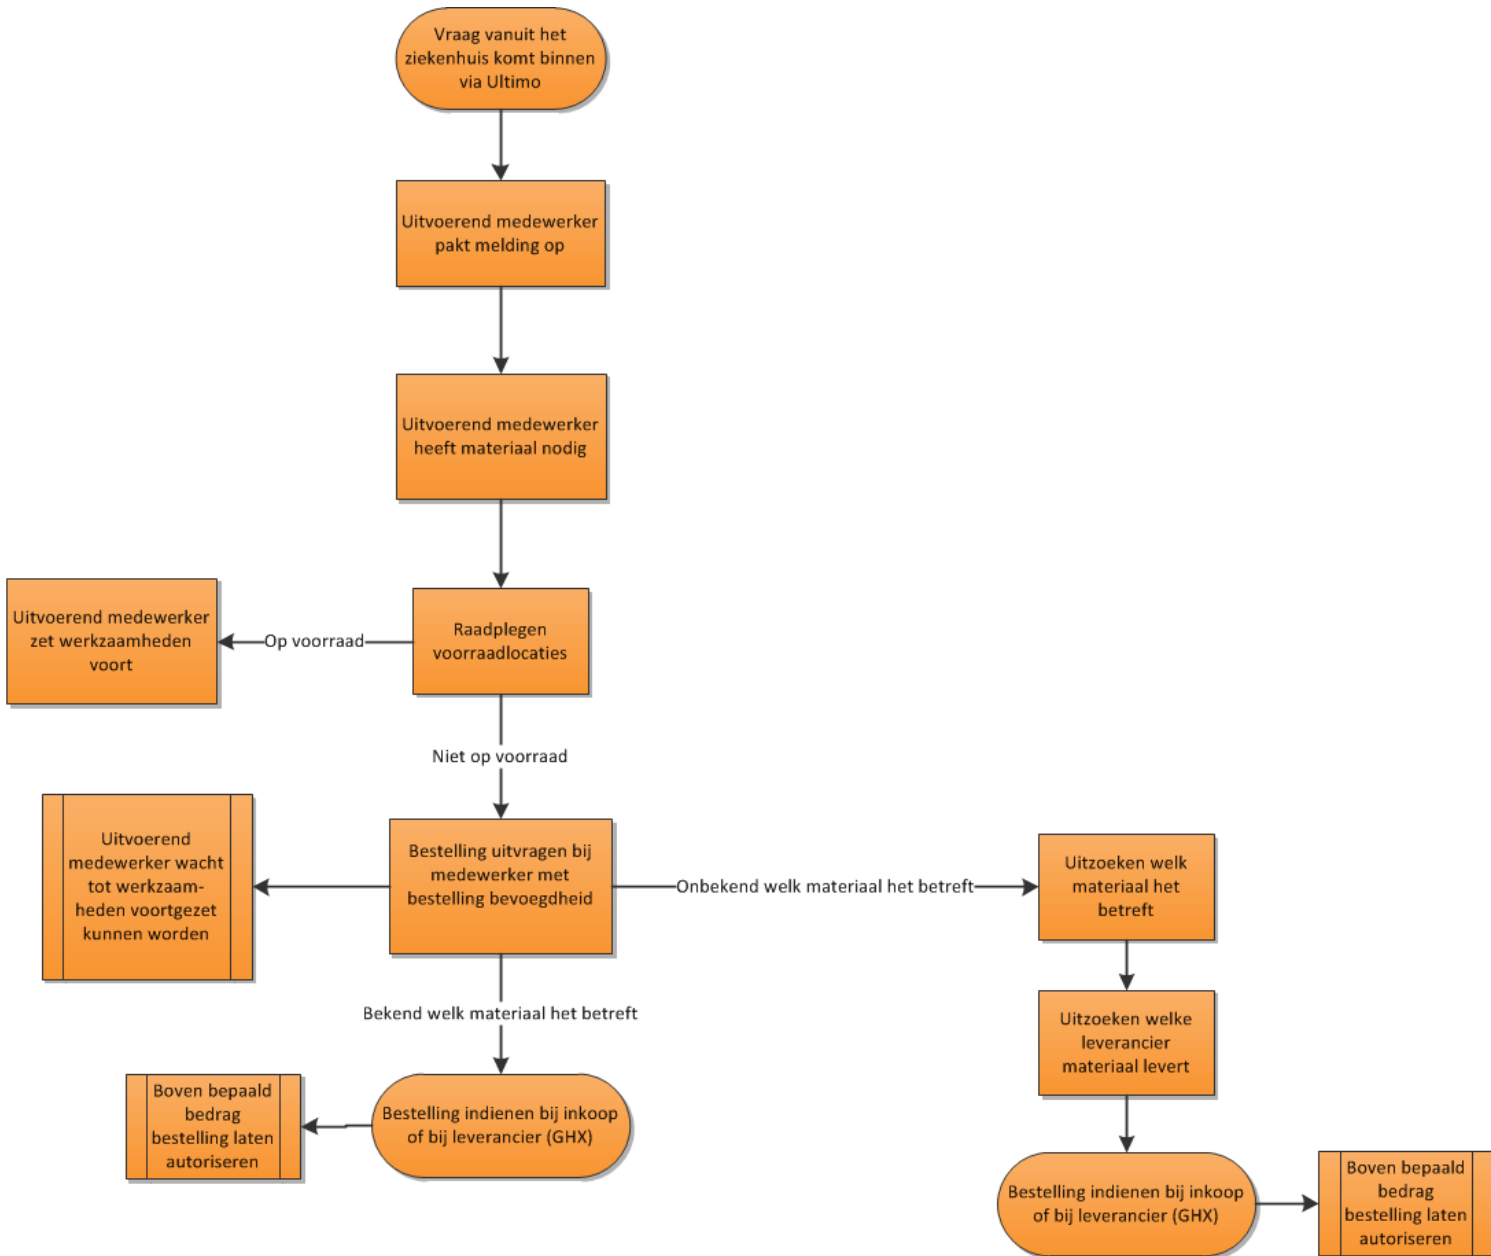 Vraag vanuit het
ziekenhuis komt binnen
via Ultimo
Uitvoerend medewerker
pakt melding op
Uitvoerend medewerker
heeft materiaal nodig
Uitvoerend medewerker
zet werkzaamheden
voort
Op voorraad
Raadplegen
voorraadlocaties
Niet op voorraad
Uitvoerend
medewerker wacht
tot werkzaam-
heden voortgezet
kunnen worden
Bestelling uitvragen bij
medewerker met
bestelling bevoegdheid
Onbekend welk materiaal het betreft
Uitzoeken welk
materiaal het
betreft
Bekend welk materiaal het betreft
Uitzoeken welke
leverancier
materiaal levert
Boven bepaald
bedrag
bestelling laten
autoriseren
Bestelling indienen bij inkoop
of bij leverancier (GHX)
Bestelling indienen bij inkoop
of bij leverancier (GHX)
Boven bepaald
bedrag
bestelling laten
autoriseren